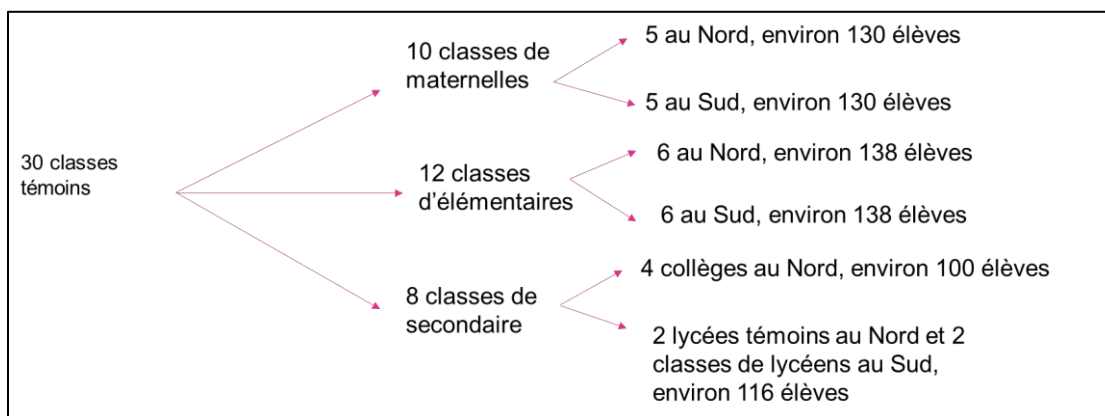 30 classes
témoins
10 classes de
maternelles
5 au Nord, environ 130 élèves
5 au Sud, environ 130 élèves
12 classes
d'élémentaires
6 au Nord, environ 138 élèves
6 au Sud, environ 138 élèves
8 classes de
secondaire
4 collèges au Nord, environ 100 élèves
2 lycées témoins au Nord et 2
classes de lycéens au Sud,
environ 116 élèves